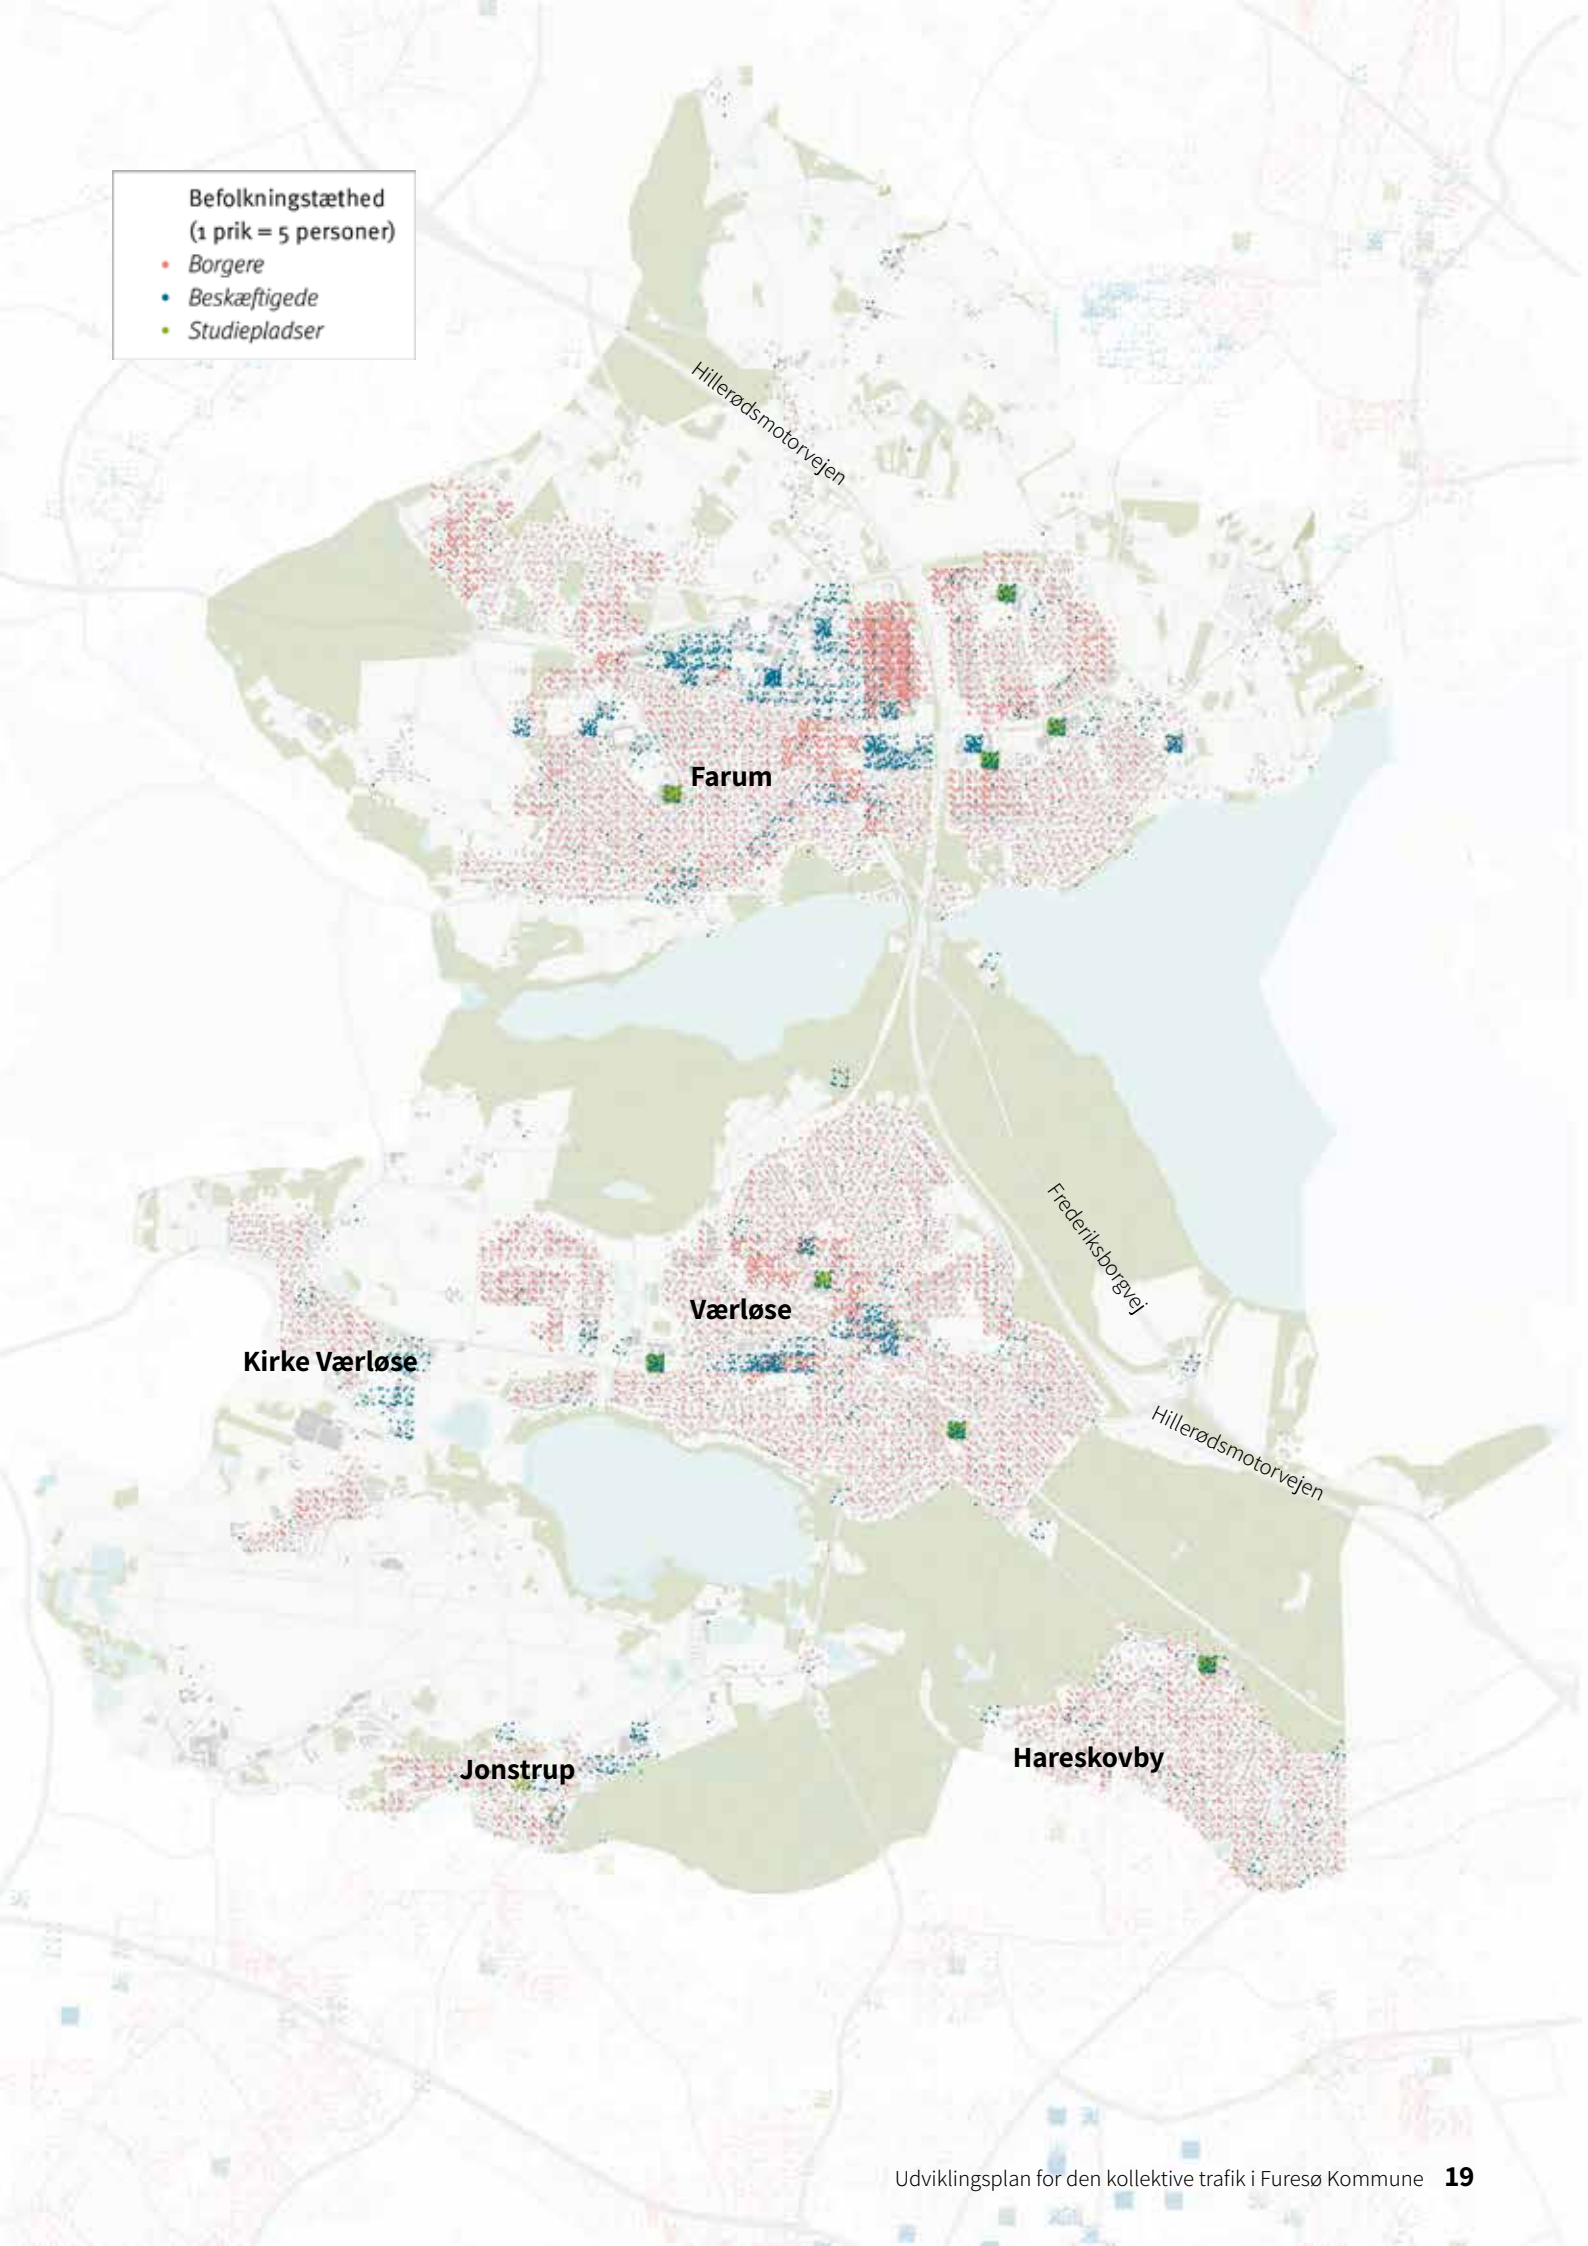 Befolkningstæthed
(1 prik = 5 personer)
Borgere
Beskæftigede
Studiepladser
Hillerødsmotorvejen
Farum
Frederiksborgvej
Værløse
Kirke Værløse
Hillerødsmotorvejen
Hareskovby
Jonstrup
Udviklingsplan for den kollektive trafik i Furesø Kommune 19